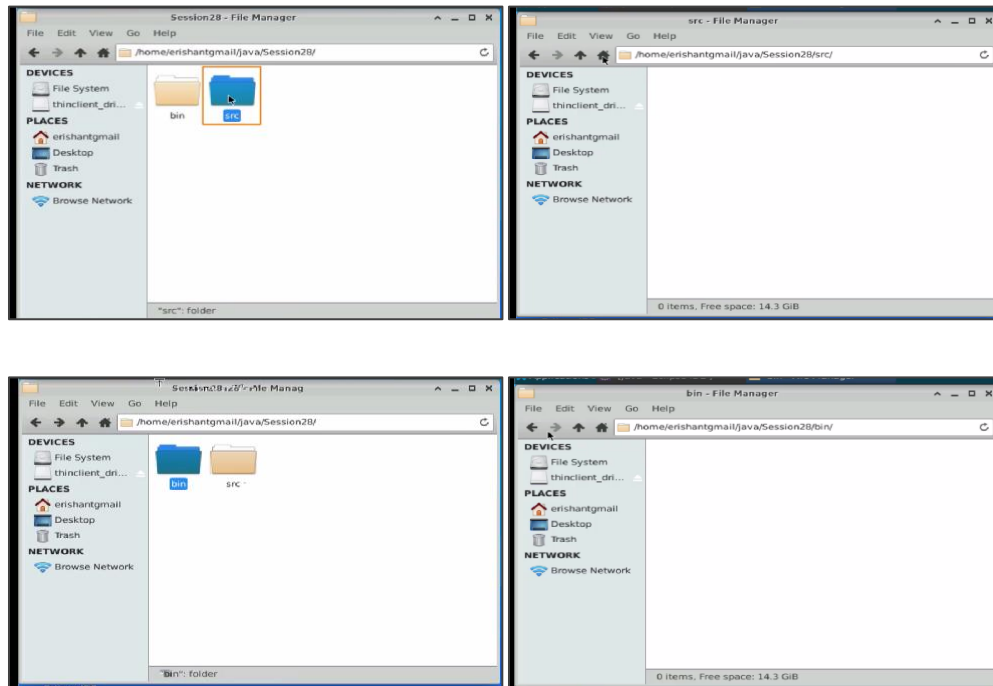 Session28 - File Manager
File Edit View Go Help
/home/erishantgmail/java/Session28/
DEVICES
File System
thinclient_dri...
PLACES
erishantgmail
Desktop
Trash
NETWORK
Browse Network
bin
src
"src": folder
src - File Manager
File Edit View Go Help
/home/erishantgmail/java/Session28/src/
DEVICES
File System
thinclient_dri...
PLACES
erishantgmail
Desktop
Trash
NETWORK
Browse Network
0 items, Free space: 14.3 GiB
File Edit View Go Help
/home/erishantgmail/java/Session28/
DEVICES
File System
thinclient_dri...
PLACES
erishantgmail
Desktop
Trash
NETWORK
Browse Network
bin
src
"bin": folder
bin - File Manager
File Edit View Go Help
/home/erishantgmail/java/Session28/bin/
DEVICES
File System
thinclient_dri...
PLACES
erishantgmail
Desktop
Trash
NETWORK
Browse Network
0 items, Free space: 14.3 GiB